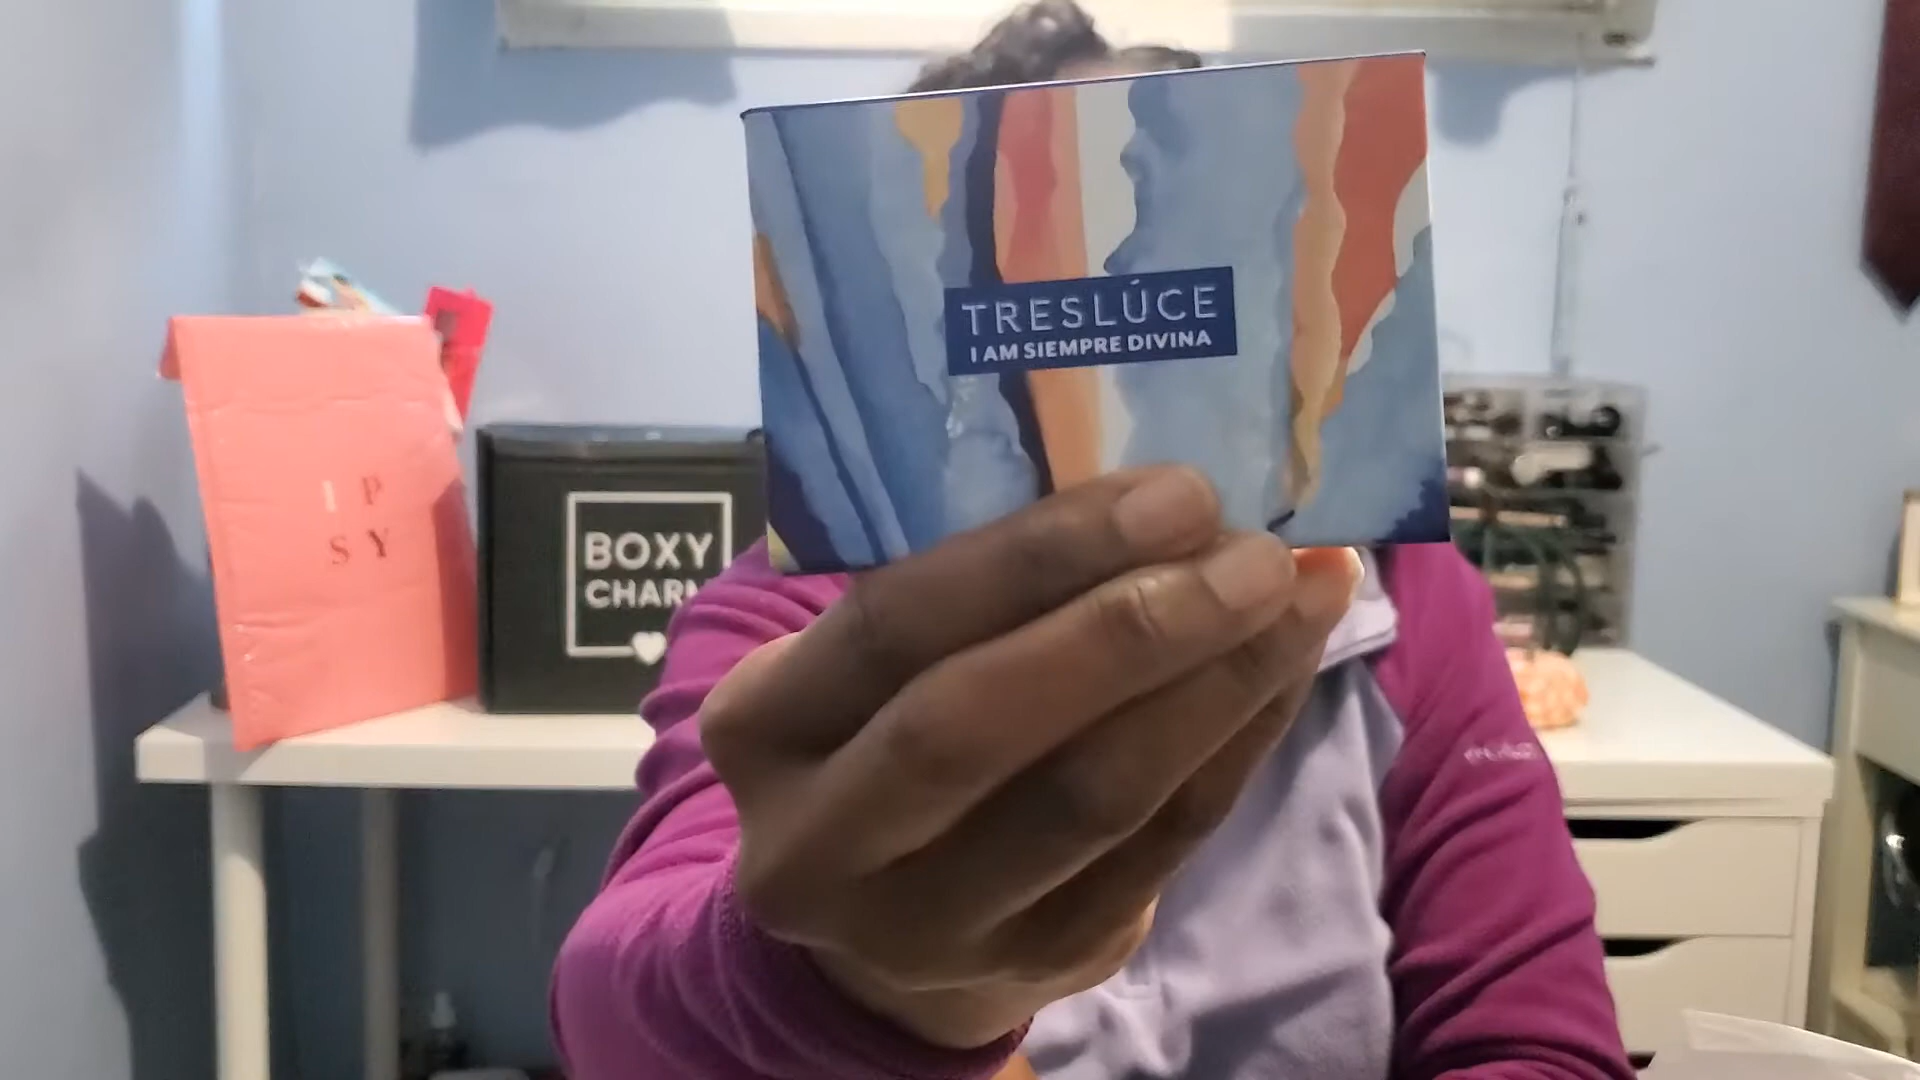 TRESLÚCE
I AM SIEMPRE DIVINA
I P
S Y
BOXY
CHARM